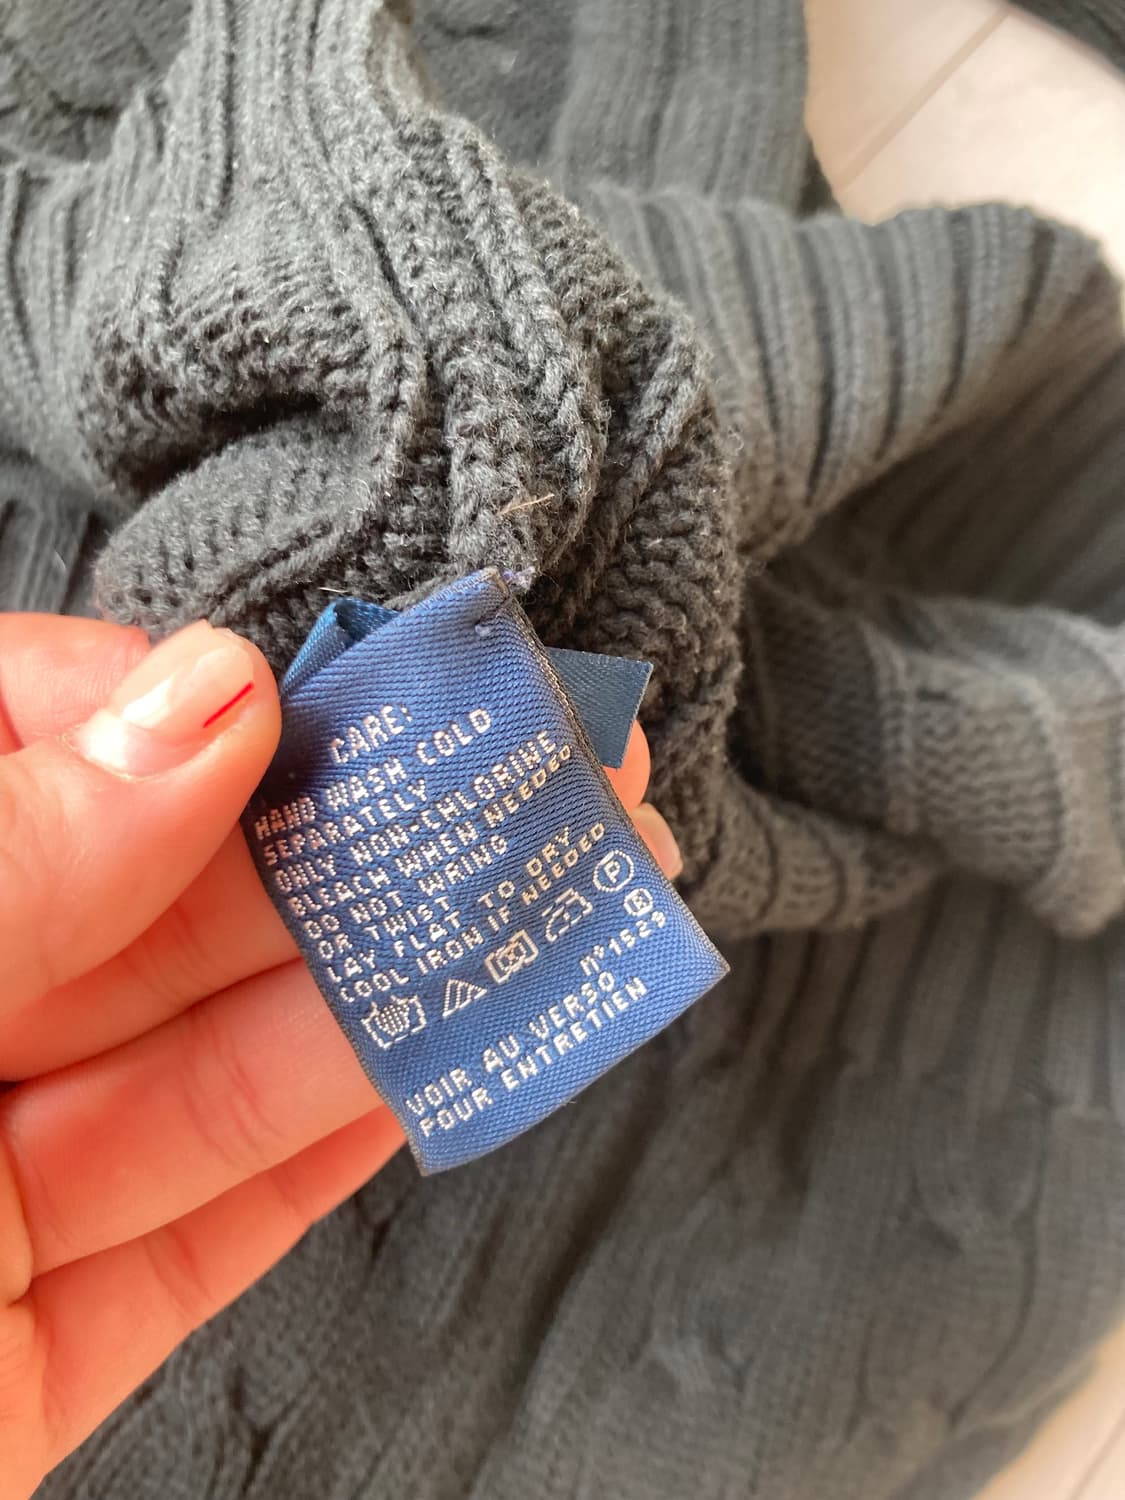 CARE:
HAND WASH COLD
SEPARATELY
ONLY NON-CHLORINE
BLEACH WHEN NEEDED
DO NOT WRING
OR TWIST
LAY FLAT TO DRY
COOL IRON IF NEEDED
P
K
n°1529
VOIR AU VERSO
POUR ENTRETIEN